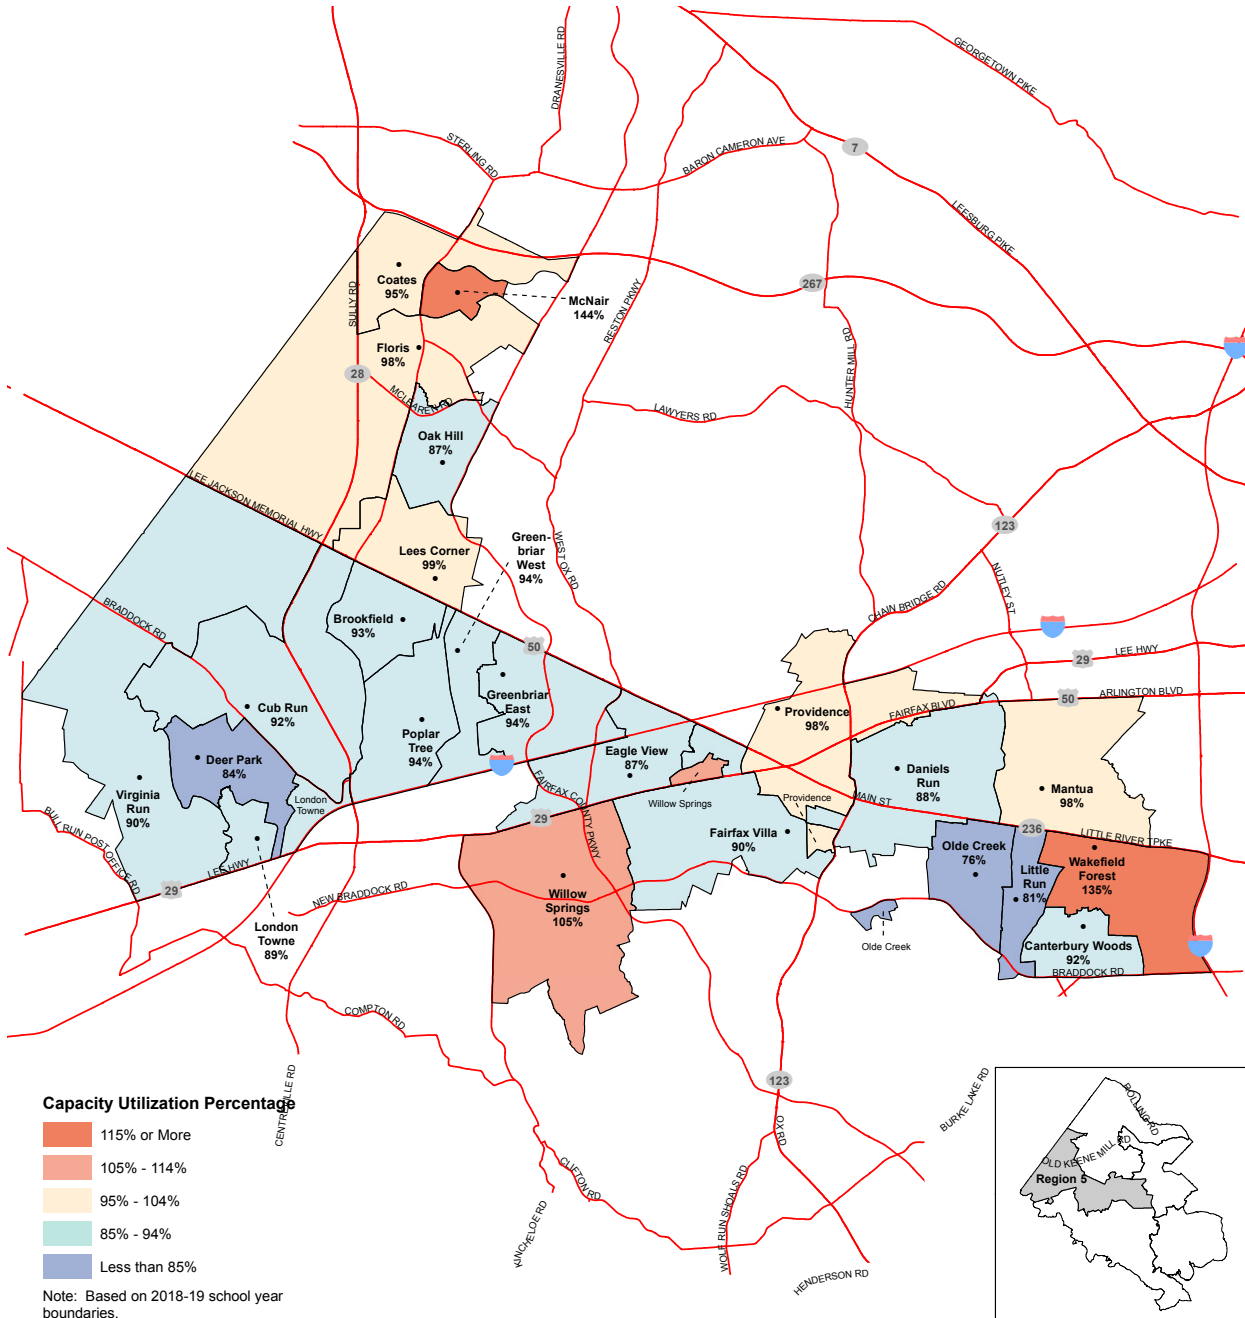 DRANESVILLE RD
GEORGETOWN PIKE
STERLING RD
BARON CAMERON AVE
7
LEESBURG PIKE
Coates
95%
McNair
144%
267
SULLY RD
RESTON PKWY
Floris
98%
HUNTER MILL RD
28
MCLEAREN RD
LAWYERS RD
Oak Hill
87%
LEE JACKSON MEMORIAL HWY
123
Green-
briar
West
94%
Lees Corner
99%
WEST OX RD
NUTLEY ST
CHAIN BRIDGE RD
BRADDOCK RD
Brookfield
93%
50
29
LEE HWY
Greenbriar
East
94%
ARLINGTON BLVD
50
Cub Run
92%
Providence
98%
FAIRFAX BLVD
Poplar
Tree
94%
Deer Park
84%
Eagle View
87%
Daniels
Run
88%
Mantua
98%
Virginia
Run
90%
London
Towne
FAIRFAX COUNTY PKWY
Willow Springs
MAIN ST
Providence
29
236
LITTLE RIVER TPKE
BULL RUN POST OFFICE RD
Fairfax Villa
90%
Olde Creek
76%
Wakefield
Forest
135%
LEE HWY
29
NEW BRADDOCK RD
Willow
Springs
105%
Little
Run
81%
London
Towne
89%
Olde Creek
Canterbury Woods
92%
BRADDOCK RD
COMPTON RD
123
CENTREVILLE RD
BURKE LAKE RD
OX RD
CLIFTON RD
WOLF RUN SHOALS RD
KINCHELOE RD
HENDERSON RD
Capacity Utilization Percentage
115% or More
105% - 114%
95% - 104%
85% - 94%
Less than 85%
Note:  Based on 2018-19 school year
boundaries.
ROLLING RD
OLD KEENE MILL RD
Region 5